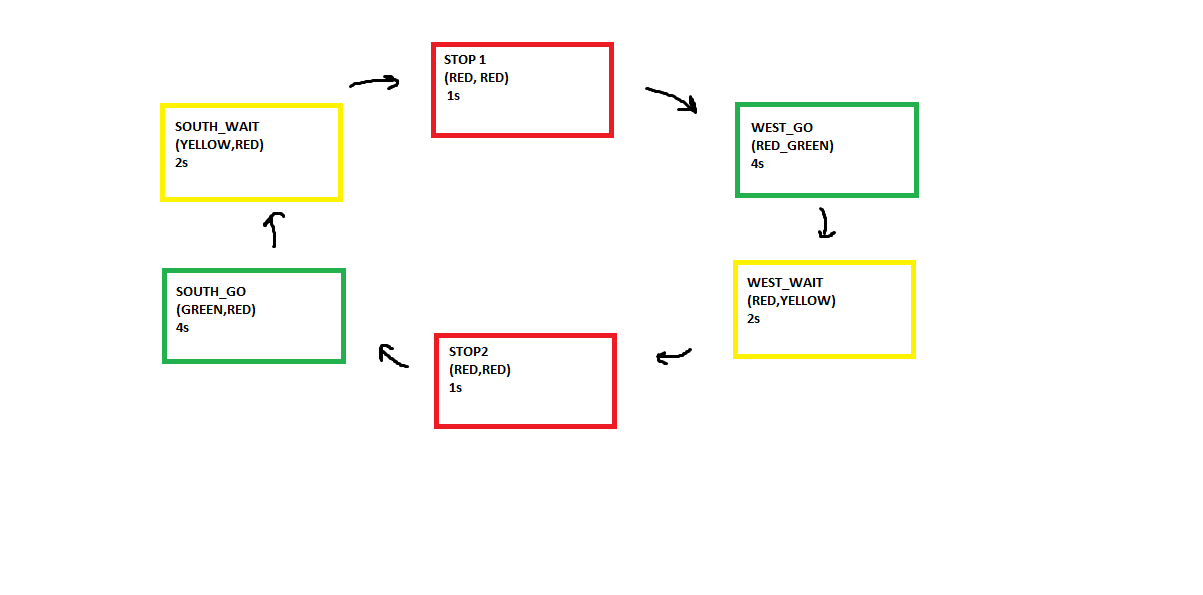 STOP 1
(RED, RED)
1s
WEST_GO
(RED_GREEN)
4s
WEST_WAIT
(RED,YELLOW)
2s
STOP2
(RED,RED)
1s
SOUTH_GO
(GREEN,RED)
4s
SOUTH_WAIT
(YELLOW,RED)
2s